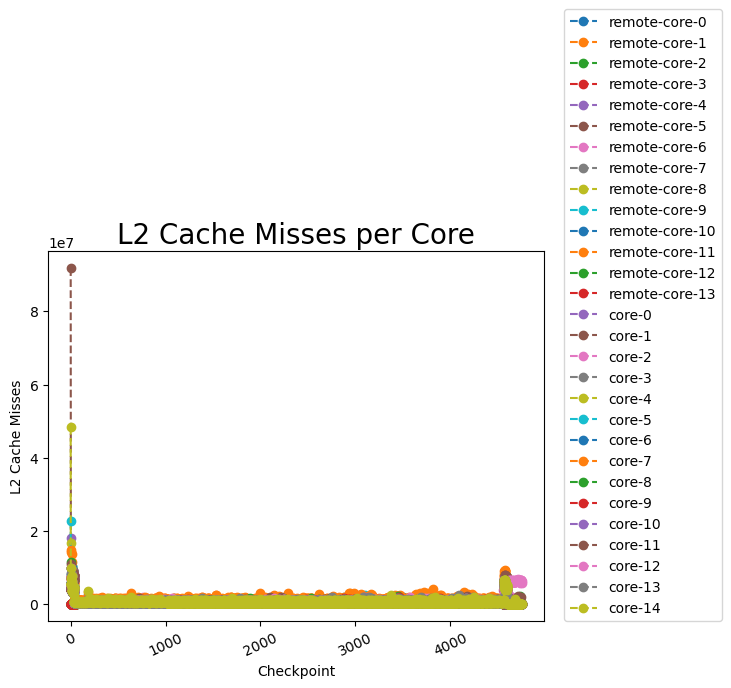 L2 Cache Misses per Core
1e7
8
6
4
2
0
L2 Cache Misses
0
1000
2000
3000
4000
Checkpoint
remote-core-0
remote-core-1
remote-core-2
remote-core-3
remote-core-4
remote-core-5
remote-core-6
remote-core-7
remote-core-8
remote-core-9
remote-core-10
remote-core-11
remote-core-12
remote-core-13
core-0
core-1
core-2
core-3
core-4
core-5
core-6
core-7
core-8
core-9
core-10
core-11
core-12
core-13
core-14